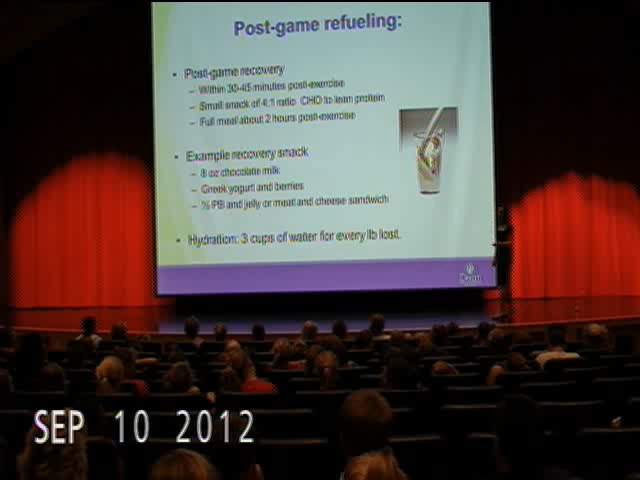 Post-game refueling:
• Post-game recovery
– Within 30-45 minutes post-exercise
– Small snack of 4:1 ratio CHO to lean protein
– Full meal about 2 hours post-exercise
• Example recovery snack
– 8 oz chocolate milk
– Greek yogurt and berries
– ½ PB and jelly or meat and cheese sandwich
• Hydration: 3 cups of water for every lb lost.
SEP 10 2012